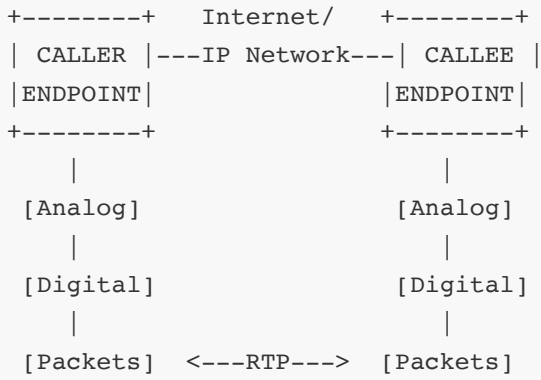 +--------+   Internet/   +--------+
| CALLER |---IP Network---| CALLEE |
|ENDPOINT|               |ENDPOINT|
+--------+               +--------+
    |                        |
 [Analog]                 [Analog]
    |                        |
 [Digital]                [Digital]
    |                        |
 [Packets]  <---RTP--->  [Packets]